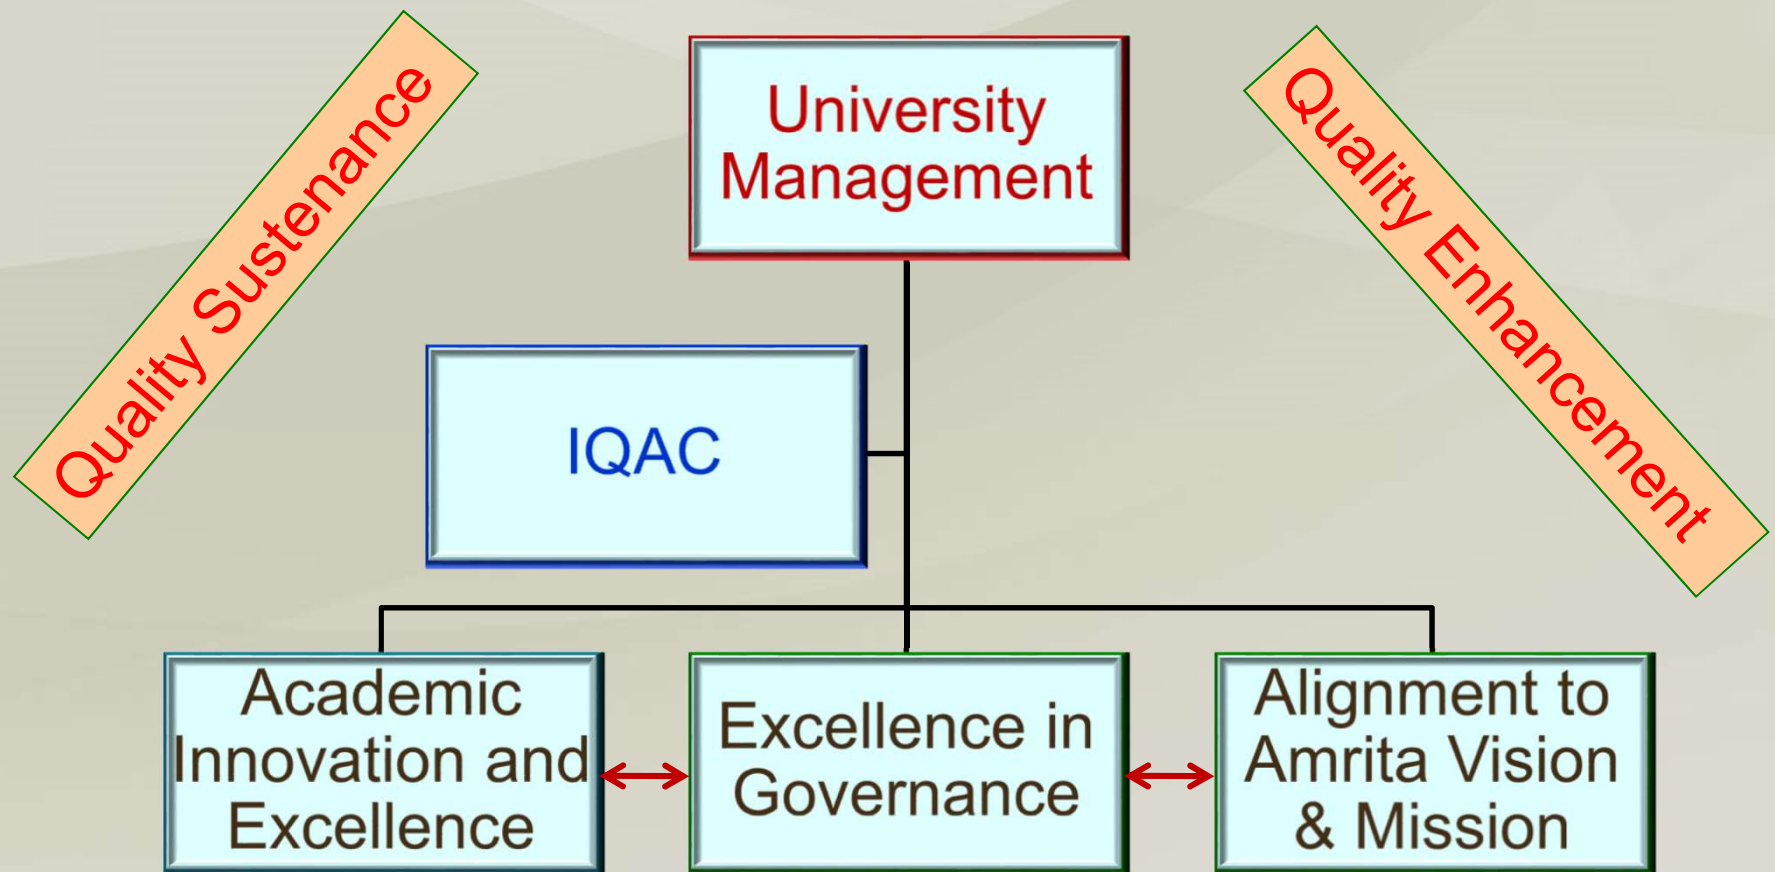 Quality Sustenance
University
Management
Quality Enhancement
IQAC
Academic
Innovation and
Excellence
Excellence in
Governance
Alignment to
Amrita Vision
& Mission